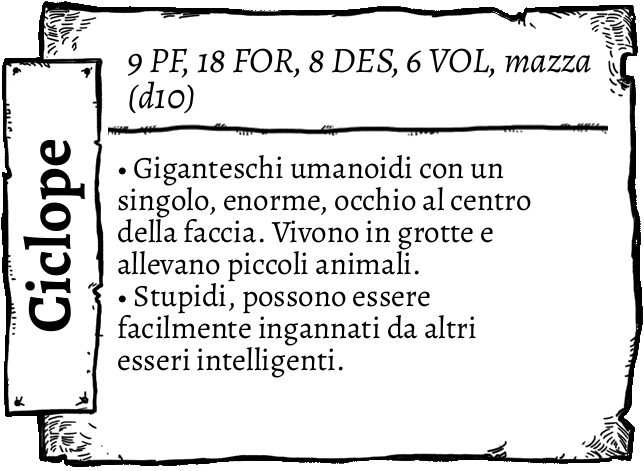 Ciclope
9 PF, 18 FOR, 8 DES, 6 VOL, mazza
(d10)
• Giganteschi umanoidi con un
singolo, enorme, occhio al centro
della faccia. Vivono in grotte e
allevano piccoli animali.
• Stupidi, possono essere
facilmente ingannati da altri
esseri intelligenti.